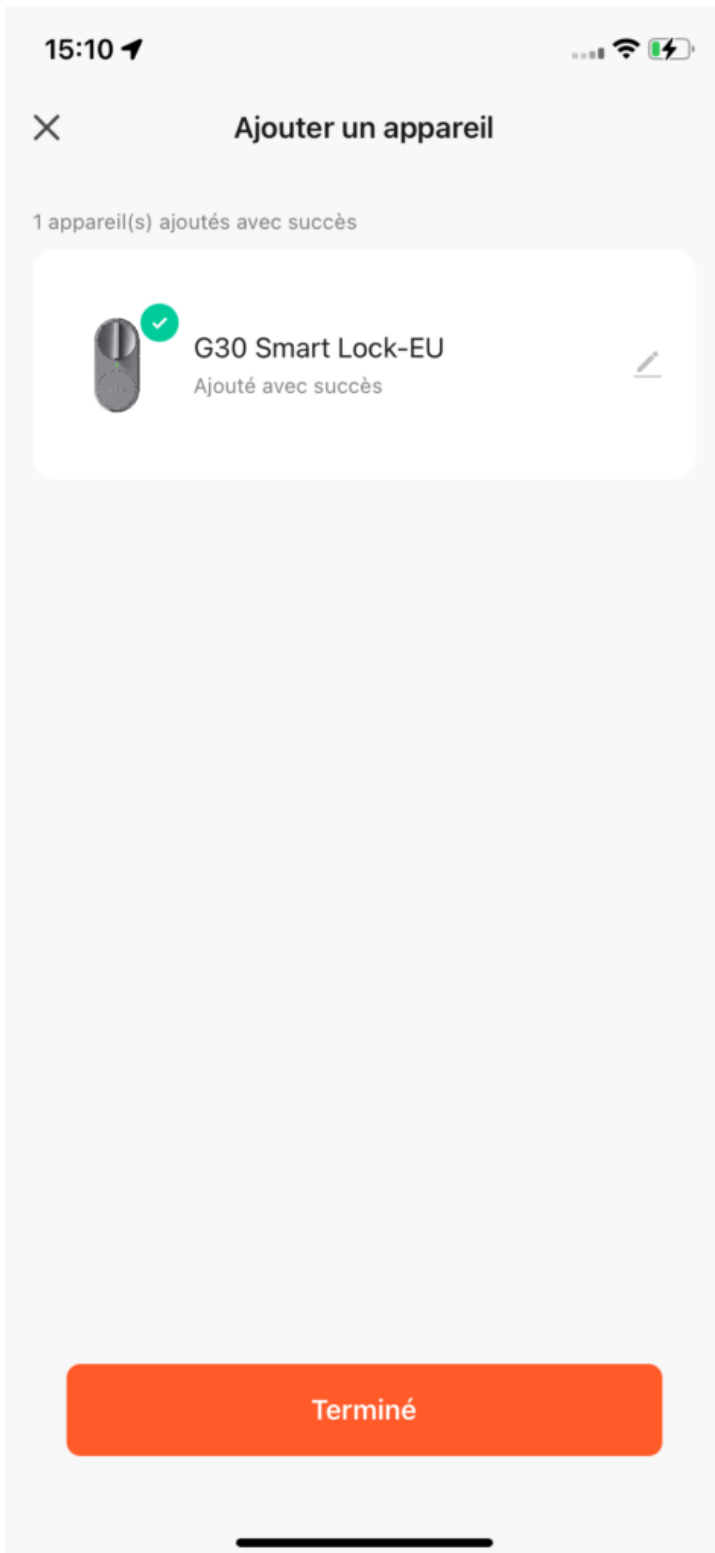 15:10
Ajouter un appareil
1 appareil(s) ajoutés avec succès
G30 Smart Lock-EU
Ajouté avec succès
Terminé